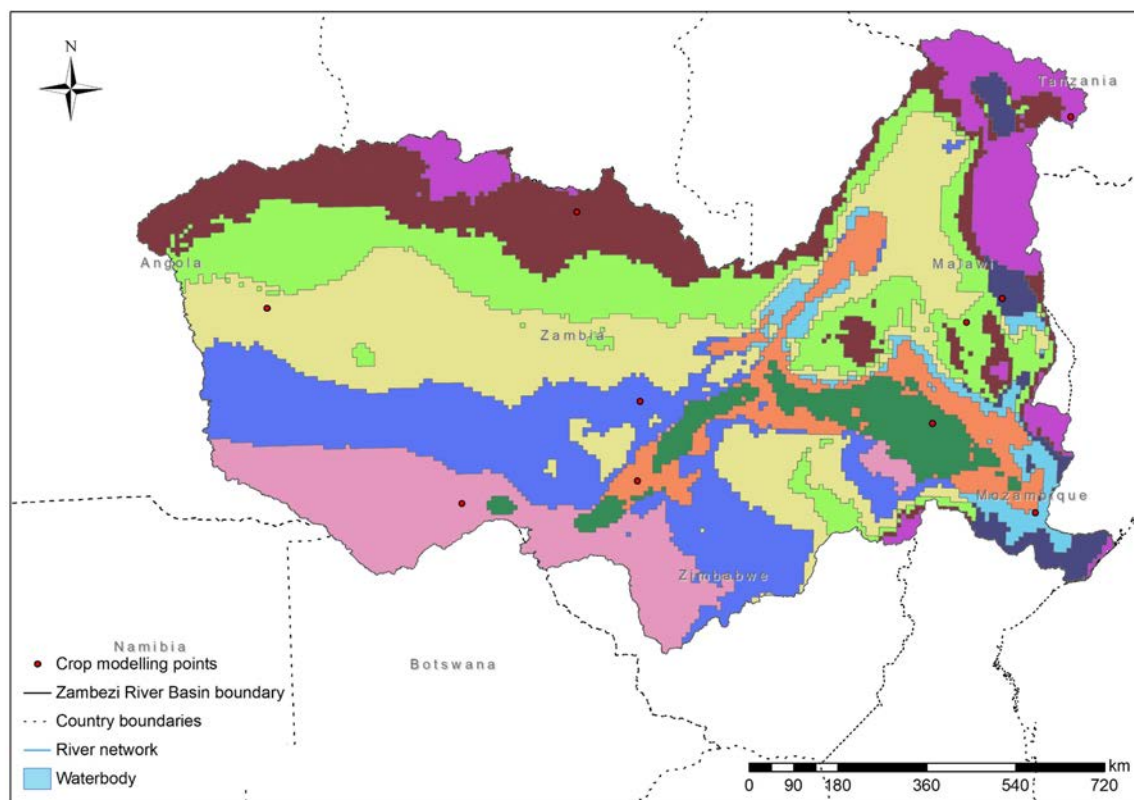 N
Tanzania
Angola
Malawi
Zambia
Mozambique
Zimbabwe
Namibia
Botswana
Crop modelling points
Zambezi River Basin boundary
Country boundaries
River network
Waterbody
km
0 90 180 360 540 720